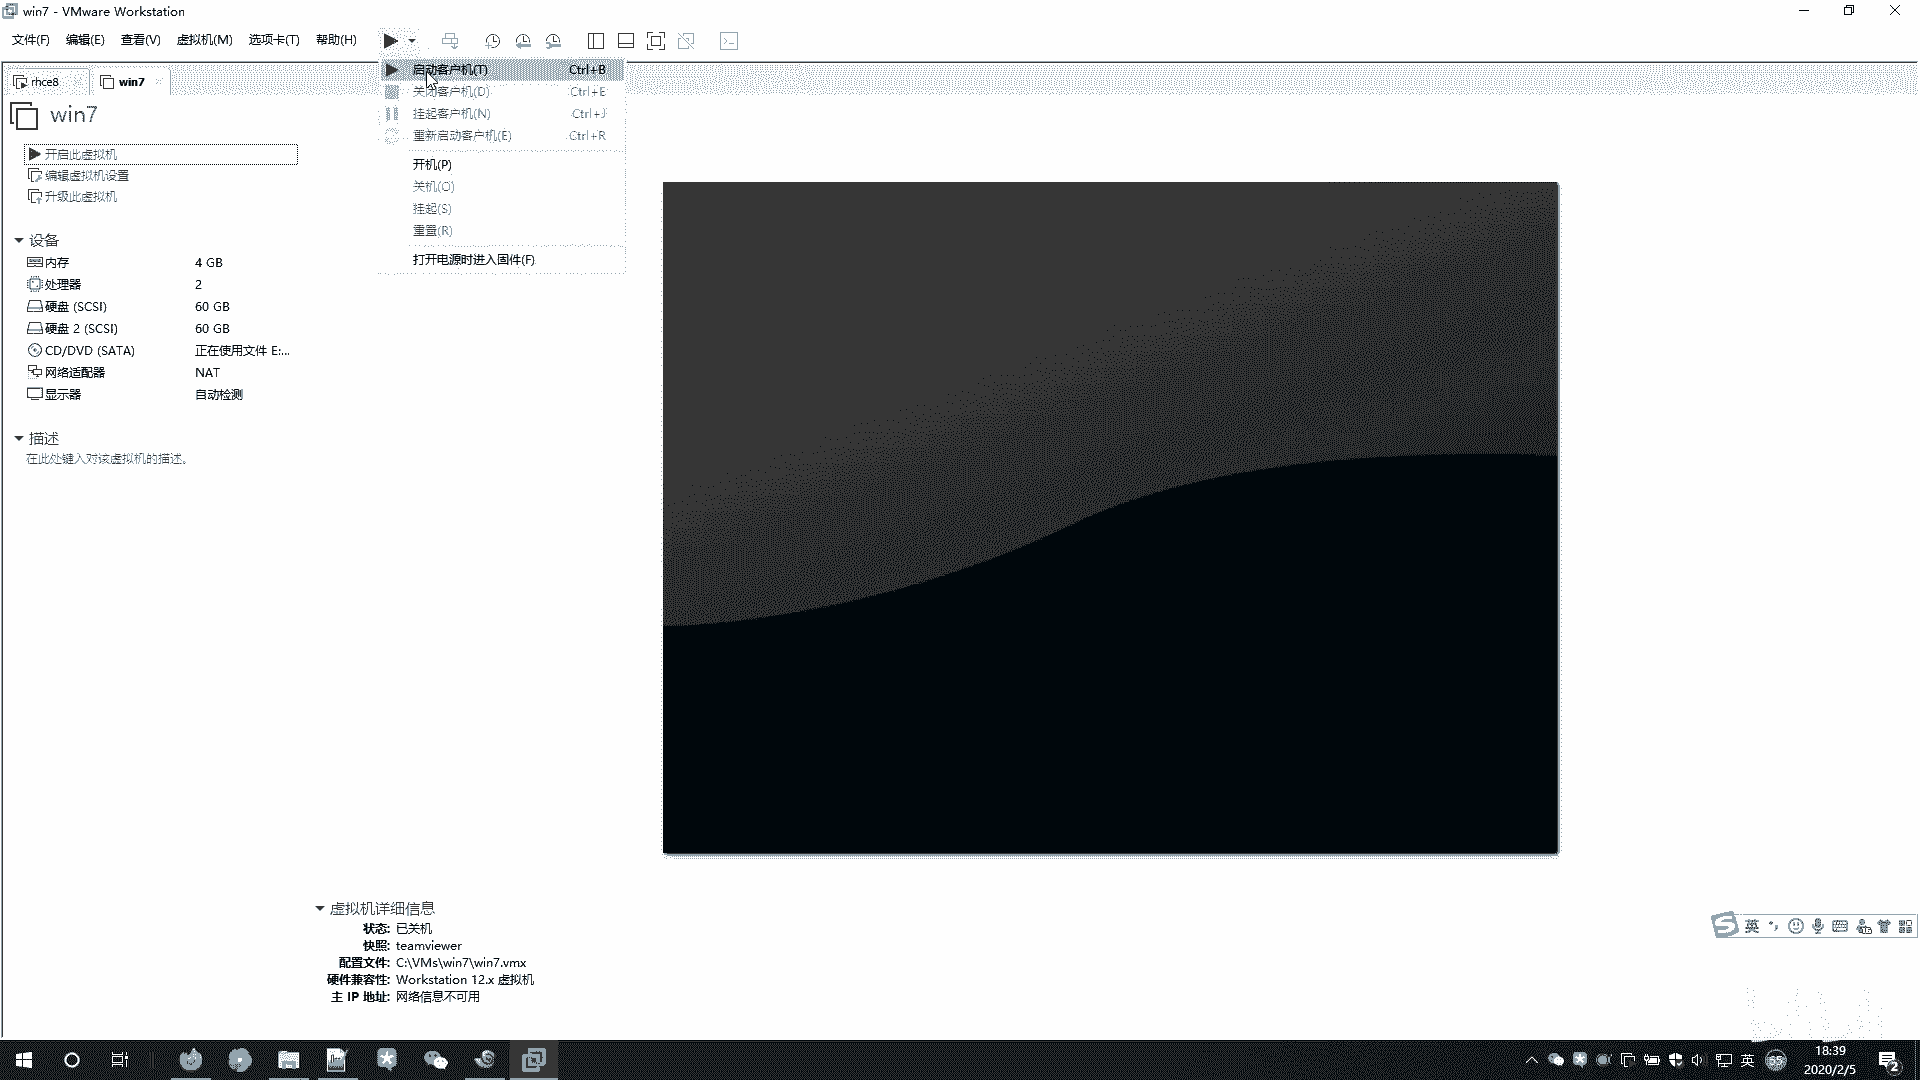 win7 - VMware Workstation
文件(F) 编辑(E) 查看(V) 虚拟机(M) 选项卡(T) 帮助(H)
rhce8 win7
启动客户机(T) Ctrl+B
关闭客户机(D) Ctrl+E
挂起客户机(N) Ctrl+J
重新启动客户机(E) Ctrl+R
开机(P)
关机(O)
挂起(S)
重置(R)
打开电源时进入固件(F)
win7
开启此虚拟机
编辑虚拟机设置
升级此虚拟机
设备
内存 4 GB
处理器 2
硬盘 (SCSI) 60 GB
硬盘 2 (SCSI) 60 GB
CD/DVD (SATA) 正在使用文件 E:...
网络适配器 NAT
显示器 自动检测
描述
在此处键入对该虚拟机的描述。
虚拟机详细信息
状态: 已关机
快照: teamviewer
配置文件: C:\VMs\win7\win7.vmx
硬件兼容性: Workstation 12.x 虚拟机
主 IP 地址: 网络信息不可用
英
英 65 18:39
2020/2/5 2